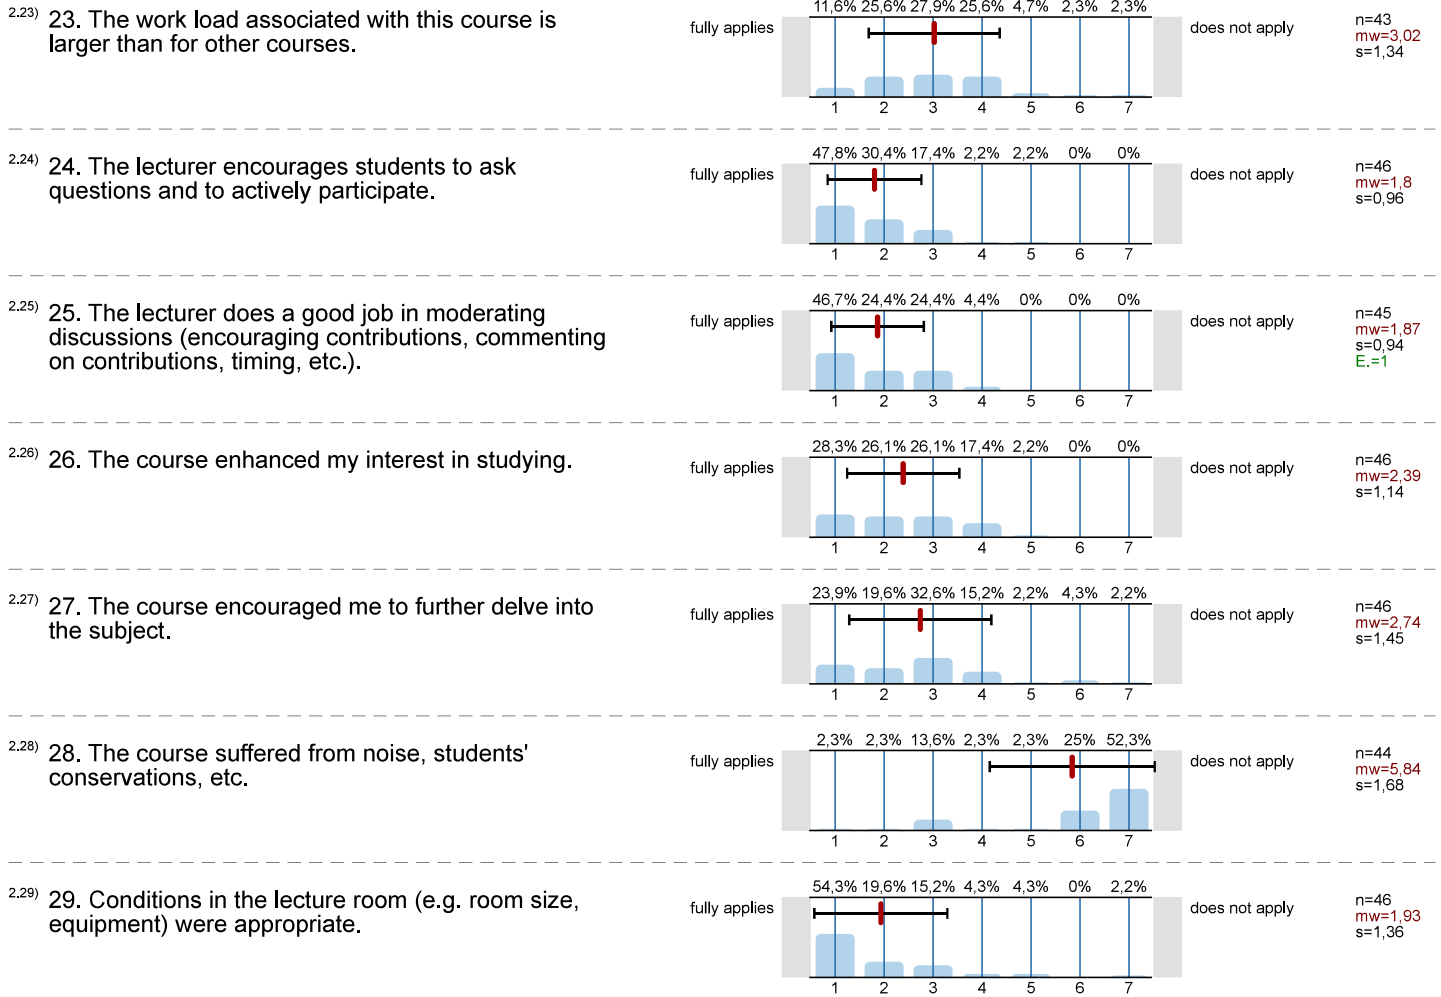 2.23) 23. The work load associated with this course is
larger than for other courses.
fully applies
11,6% 25,6% 27,9% 25,6% 4,7% 2,3% 2,3%
1 2 3 4 5 6 7
does not apply
n=43
mw=3,02
s=1,34
2.24) 24. The lecturer encourages students to ask
questions and to actively participate.
fully applies
47,8% 30,4% 17,4% 2,2% 2,2% 0% 0%
1 2 3 4 5 6 7
does not apply
n=46
mw=1,8
s=0,96
2.25) 25. The lecturer does a good job in moderating
discussions (encouraging contributions, commenting
on contributions, timing, etc.).
fully applies
46,7% 24,4% 24,4% 4,4% 0% 0% 0%
1 2 3 4 5 6 7
does not apply
n=45
mw=1,87
s=0,94
E.=1
2.26) 26. The course enhanced my interest in studying.
fully applies
28,3% 26,1% 26,1% 17,4% 2,2% 0% 0%
1 2 3 4 5 6 7
does not apply
n=46
mw=2,39
s=1,14
2.27) 27. The course encouraged me to further delve into
the subject.
fully applies
23,9% 19,6% 32,6% 15,2% 2,2% 4,3% 2,2%
1 2 3 4 5 6 7
does not apply
n=46
mw=2,74
s=1,45
2.28) 28. The course suffered from noise, students'
conservations, etc.
fully applies
2,3% 2,3% 13,6% 2,3% 2,3% 25% 52,3%
1 2 3 4 5 6 7
does not apply
n=44
mw=5,84
s=1,68
2.29) 29. Conditions in the lecture room (e.g. room size,
equipment) were appropriate.
fully applies
54,3% 19,6% 15,2% 4,3% 4,3% 0% 2,2%
1 2 3 4 5 6 7
does not apply
n=46
mw=1,93
s=1,36